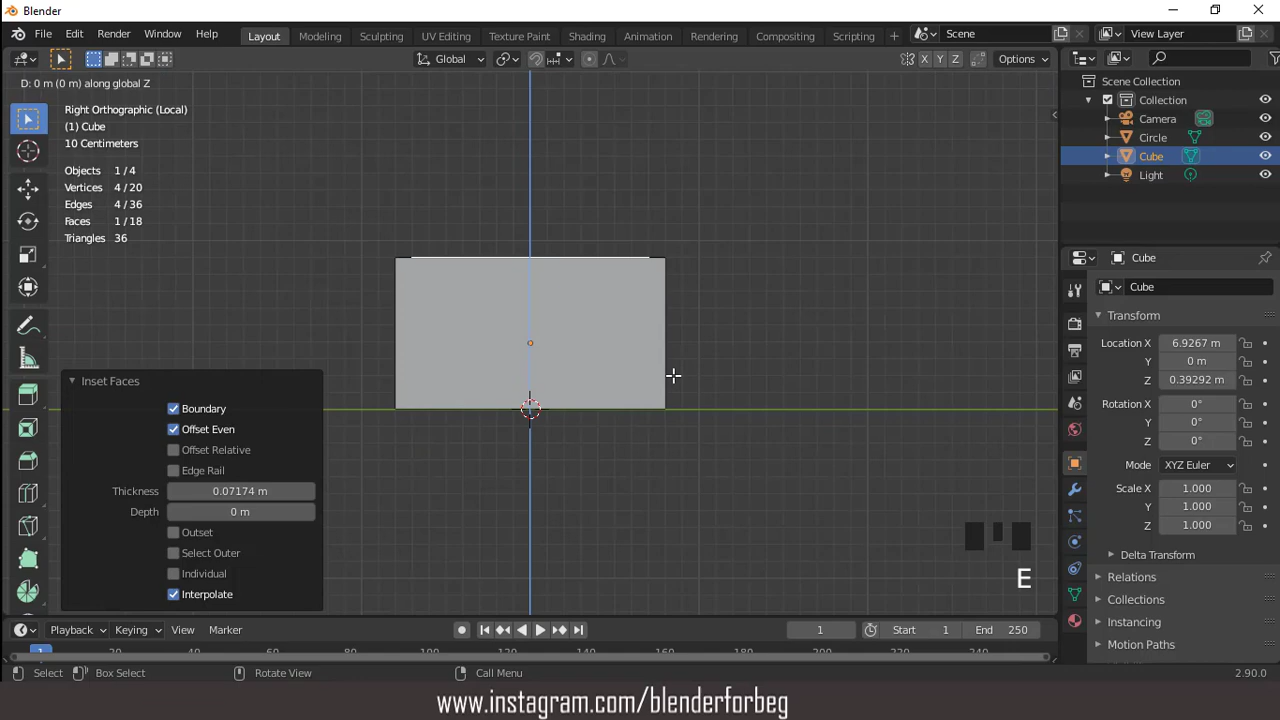 Blender
File Edit Render Window Help Layout Modeling Sculpting UV Editing Texture Paint Shading Animation Rendering Compositing Scripting + Scene View Layer
Global X Y Z Options
D: 0 m (0 m) along global Z
Right Orthographic (Local)
(1) Cube
10 Centimeters
Objects 1 / 4
Vertices 4 / 20
Edges 4 / 36
Faces 1 / 18
Triangles 36
Inset Faces
Boundary
Offset Even
Offset Relative
Edge Rail
Thickness 0.07174 m
Depth 0 m
Outset
Select Outer
Individual
Interpolate
E
Scene Collection
Collection
Camera
Circle
Cube
Light
Cube
Cube
Transform
Location X 6.9267 m
Y 0 m
Z 0.39292 m
Rotation X 0°
Y 0°
Z 0°
Mode XYZ Euler
Scale X 1.000
Y 1.000
Z 1.000
Delta Transform
Relations
Collections
Instancing
Motion Paths
Playback Keying View Marker 1 Start 1 End 250
1 20 40 60 80 100 120 140 160 180 200 220 240
Select Box Select Rotate View Call Menu 2.90.0
www.instagram.com/blenderforbeg